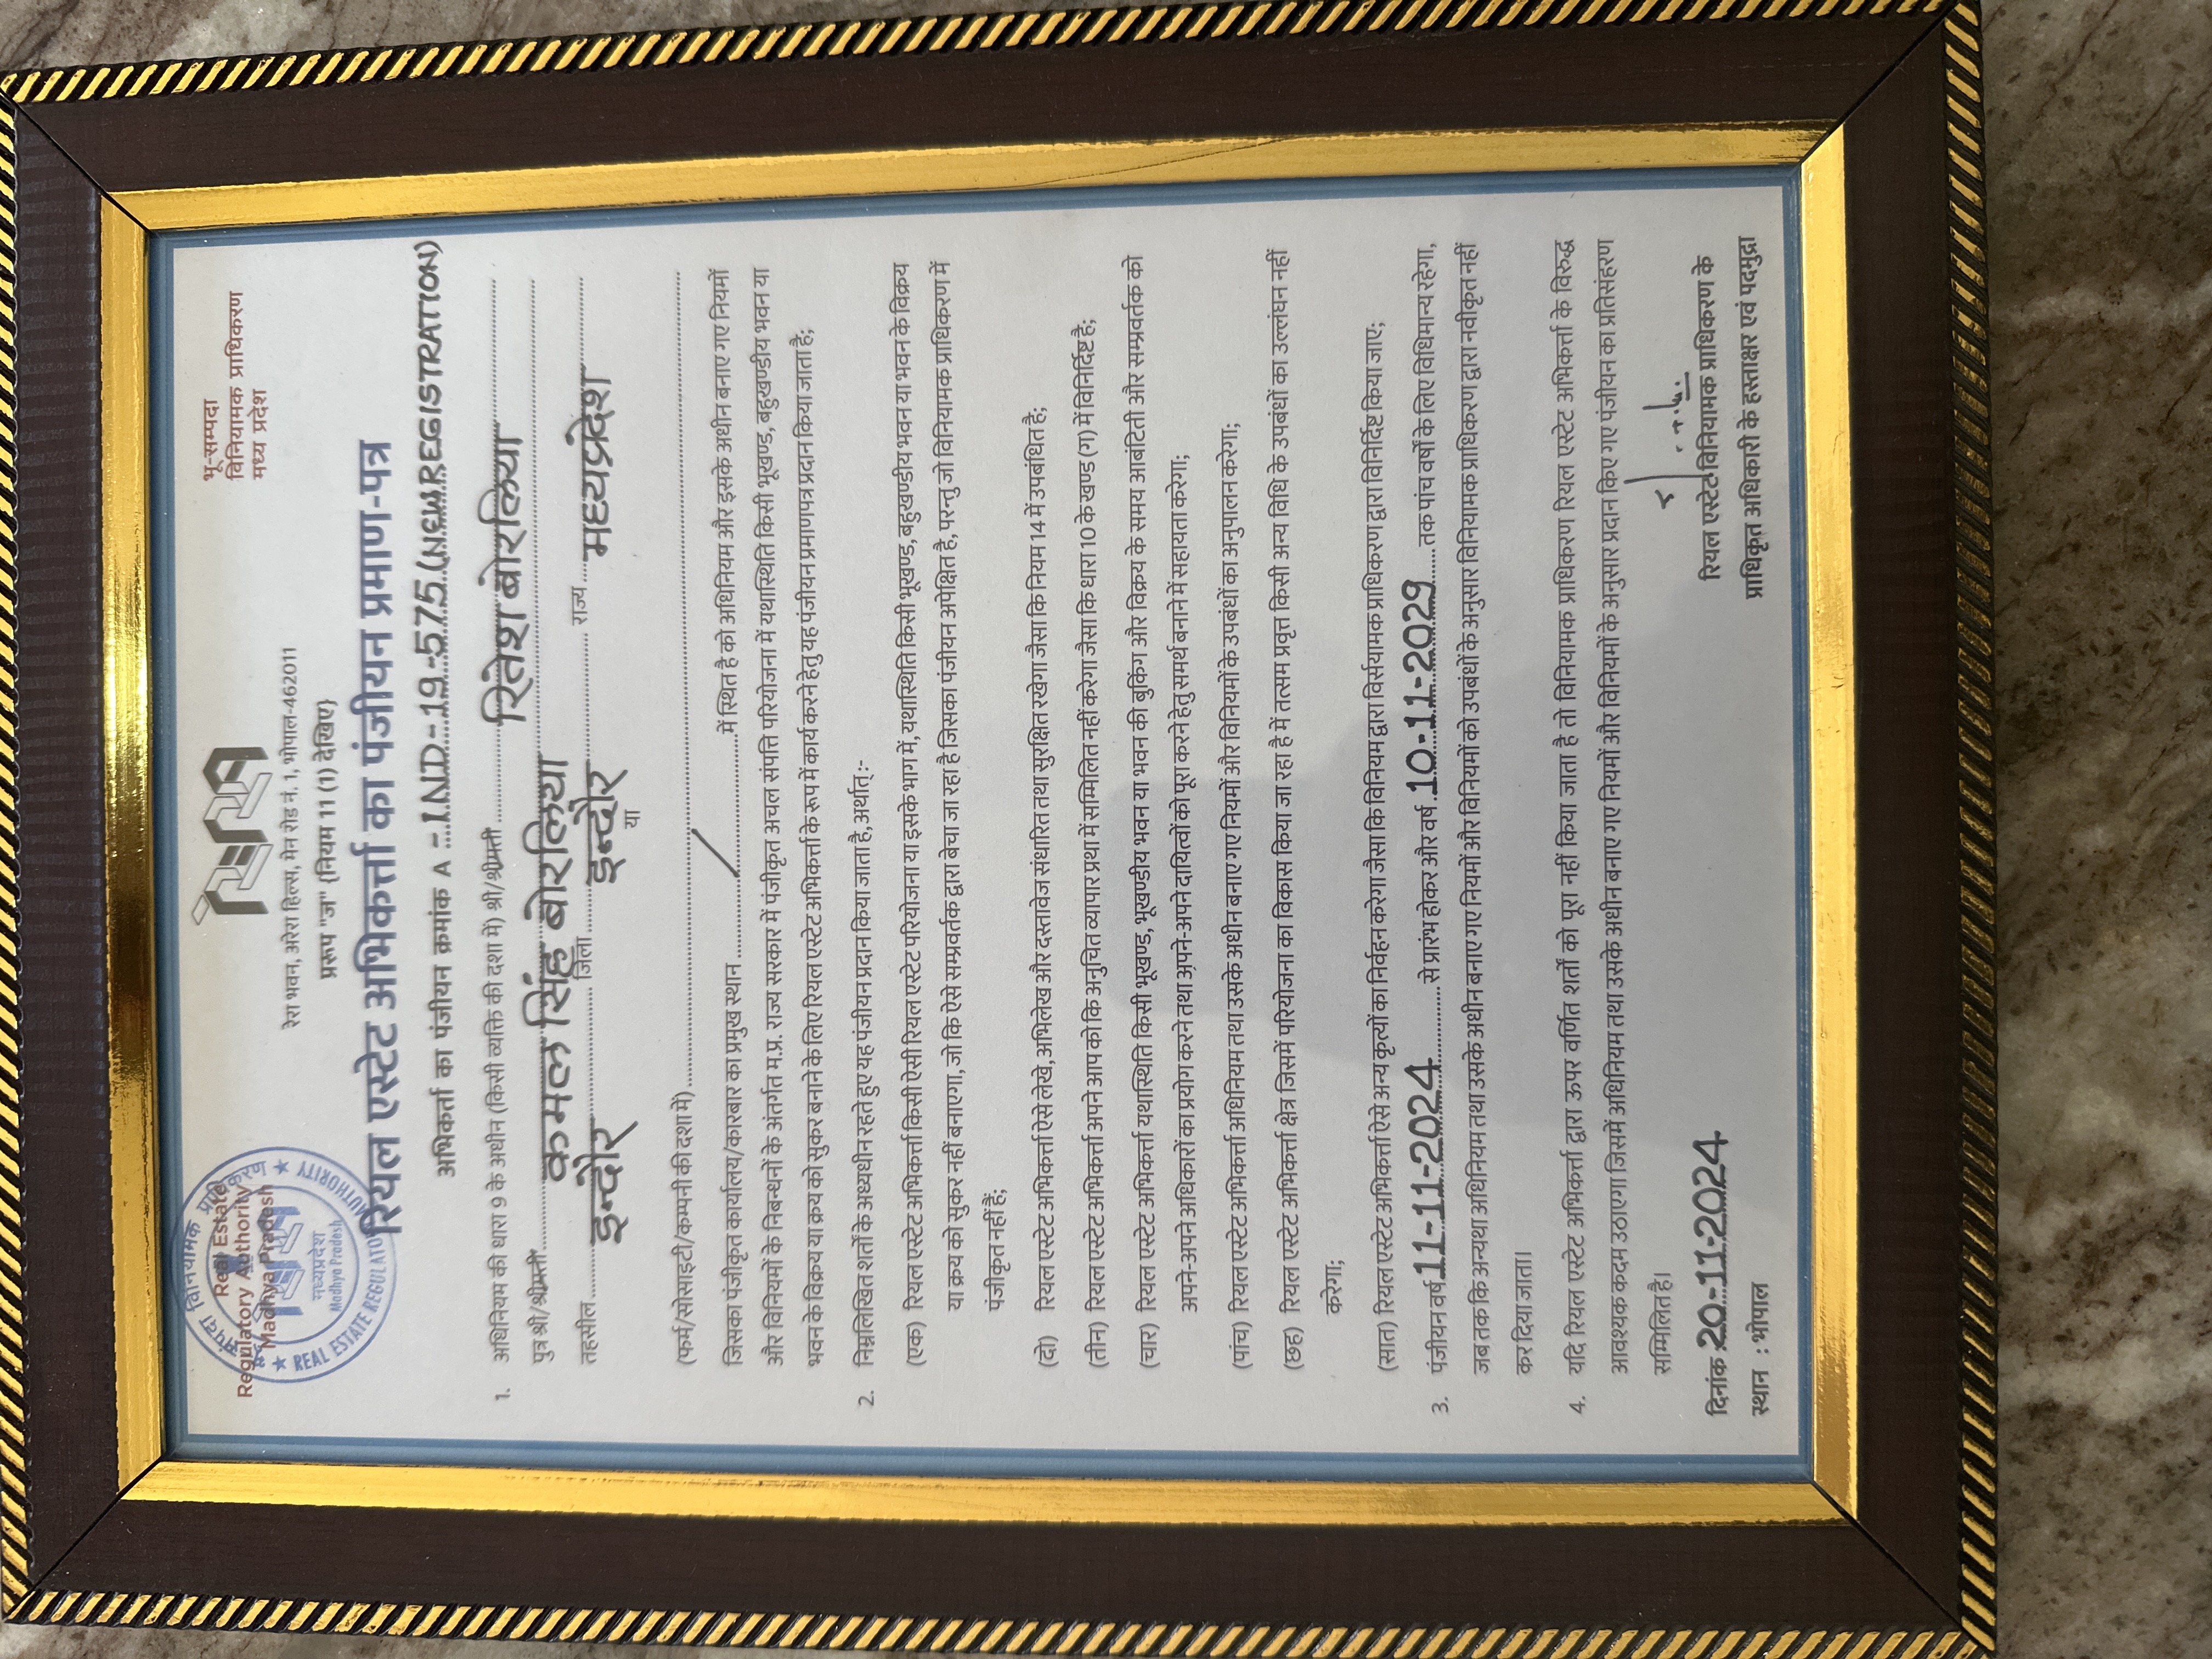 Real Estate
Regulatory Authority
Madhya Pradesh
भू-सम्पदा
विनियामक प्राधिकरण
मध्य प्रदेश
विनियामक प्राधिकरण
मध्यप्रदेश
Madhya Pradesh
★ REAL ESTATE REGULATORY AUTHORITY ★
रेरा
रेरा भवन, अरेरा हिल्स, मेन रोड नं. 1, भोपाल-462011
प्ररूप "ज" {नियम 11 (1) देखिए}
रियल एस्टेट अभिकर्त्ता का पंजीयन प्रमाण-पत्र
अभिकर्ता का पंजीयन क्रमांक A -IND-19-575 (NEW REGISTRATION)
1. अधिनियम की धारा 9 के अधीन (किसी व्यक्ति की दशा में) श्री/श्रीमती रितेश बोरलिया
पुत्र श्री/श्रीमती कमल सिंह बोरलिया
तहसील इन्दौर जिला इन्दौर राज्य मध्यप्रदेश
या
(फर्म/सोसाइटी/कम्पनी की दशा में)
जिसका पंजीकृत कार्यालय/कारबार का प्रमुख स्थान में स्थित है को अधिनियम और इसके अधीन बनाए गए नियमों
और विनियमों के निबन्धनों के अंतर्गत म.प्र. राज्य सरकार में पंजीकृत अचल संपत्ति परियोजना में यथास्थिति किसी भूखण्ड, बहुखण्डीय भवन या
भवन के विक्रय या क्रय को सुकर बनाने के लिए रियल एस्टेट अभिकर्त्ता के रूप में कार्य करने हेतु यह पंजीयन प्रमाणपत्र प्रदान किया जाता है;
2. निम्नलिखित शर्तों के अध्यधीन रहते हुए यह पंजीयन प्रदान किया जाता है, अर्थात्:-
(एक) रियल एस्टेट अभिकर्त्ता किसी ऐसी रियल एस्टेट परियोजना या इसके भाग में, यथास्थिति किसी भूखण्ड, बहुखण्डीय भवन या भवन के विक्रय
या क्रय को सुकर नहीं बनाएगा, जो कि ऐसे सम्प्रवर्तक द्वारा बेचा जा रहा है जिसका पंजीयन अपेक्षित है, परन्तु जो विनियामक प्राधिकरण में
पंजीकृत नहीं है;
(दो) रियल एस्टेट अभिकर्त्ता ऐसे लेखे, अभिलेख और दस्तावेज संधारित तथा सुरक्षित रखेगा जैसा कि नियम 14 में उपबंधित है;
(तीन) रियल एस्टेट अभिकर्त्ता अपने आप को कि अनुचित व्यापार प्रथा में सम्मिलित नहीं करेगा जैसा कि धारा 10 के खण्ड (ग) में विनिर्दिष्ट है;
(चार) रियल एस्टेट अभिकर्त्ता यथास्थिति किसी भूखण्ड, भूखण्डीय भवन या भवन की बुकिंग और विक्रय के समय आबंटिती और सम्प्रवर्तक को
अपने-अपने अधिकारों का प्रयोग करने तथा अपने-अपने दायित्वों को पूरा करने हेतु समर्थ बनाने में सहायता करेगा;
(पांच) रियल एस्टेट अभिकर्त्ता अधिनियम तथा उसके अधीन बनाए गए नियमों और विनियमों के उपबंधों का अनुपालन करेगा;
(छह) रियल एस्टेट अभिकर्त्ता क्षेत्र जिसमें परियोजना का विकास किया जा रहा है में तत्सम प्रवृत्त किसी अन्य विधि के उपबंधों का उल्लंघन नहीं
करेगा;
(सात) रियल एस्टेट अभिकर्त्ता ऐसे अन्य कृत्यों का निर्वहन करेगा जैसा कि विनियम द्वारा विर्सयामक प्राधिकरण द्वारा विनिर्दिष्ट किया जाए;
3. पंजीयन वर्ष 11-11-2024 से प्रारंभ होकर और वर्ष 10-11-2029 तक पांच वर्षों के लिए विधिमान्य रहेगा,
जब तक कि अन्यथा अधिनियम तथा उसके अधीन बनाए गए नियमों और विनियमों को उपबंधों के अनुसार विनियामक प्राधिकरण द्वारा नवीकृत नहीं
कर दिया जाता।
4. यदि रियल एस्टेट अभिकर्त्ता द्वारा ऊपर वर्णित शर्तों को पूरा नहीं किया जाता है तो विनियामक प्राधिकरण रियल एस्टेट अभिकर्त्ता के विरुद्ध
आवश्यक कदम उठाएगा जिसमें अधिनियम तथा उसके अधीन बनाए गए नियमों और विनियमों के अनुसार प्रदान किए गए पंजीयन का प्रतिसंहरण
सम्मिलित है।
दिनांक 20-11-2024
स्थान : भोपाल
रियल एस्टेट विनियामक प्राधिकरण के
प्राधिकृत अधिकारी के हस्ताक्षर एवं पदमुद्रा